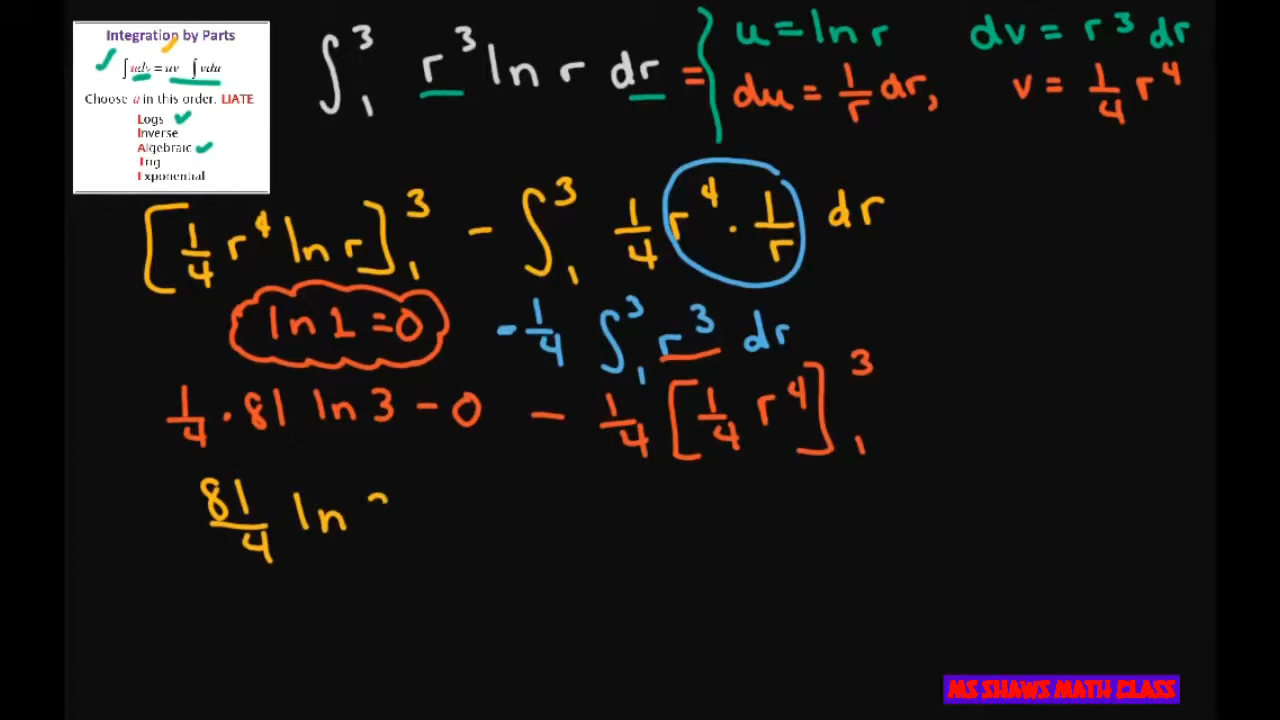 Integration by Parts
∫ udv = uv ∫ vdu
Choose u in this order. LIATE
Logs
Inverse
Algebraic
Trig
Exponential
∫₁³ r³ ln r dr =
u = ln r dv = r³ dr
du = 1/r dr, v = 1/4 r⁴
[1/4 r⁴ ln r]₁³ - ∫₁³ 1/4 r⁴ · 1/r dr
ln 1 = 0 - 1/4 ∫₁³ r³ dr
1/4 · 81 ln 3 - 0 - 1/4 [1/4 r⁴]₁³
81/4 ln
MS SHAWS MATH CLASS